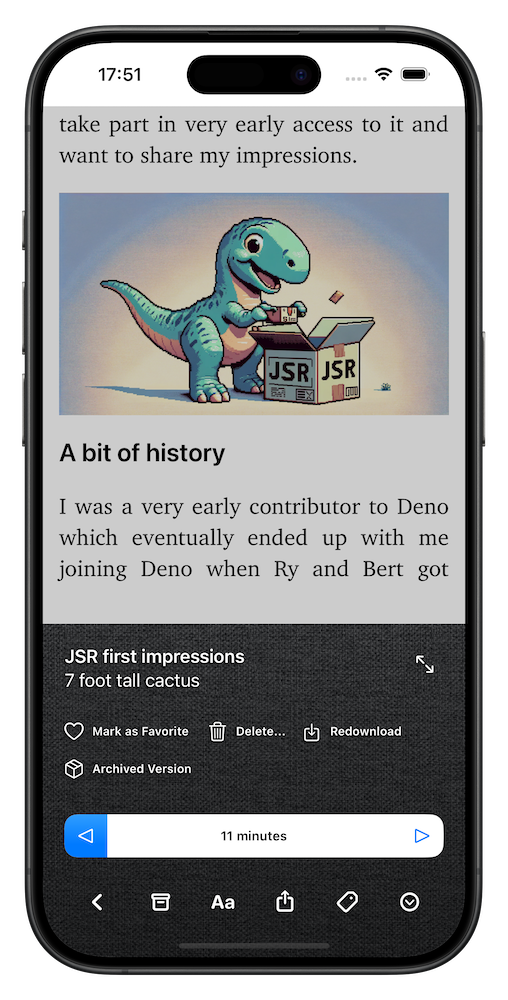 17:51
take part in very early access to it and
want to share my impressions.
JSR JSR
A bit of history
I was a very early contributor to Deno
which eventually ended up with me
joining Deno when Ry and Bert got
JSR first impressions
7 foot tall cactus
Mark as Favorite Delete... Redownload
Archived Version
11 minutes
Aa